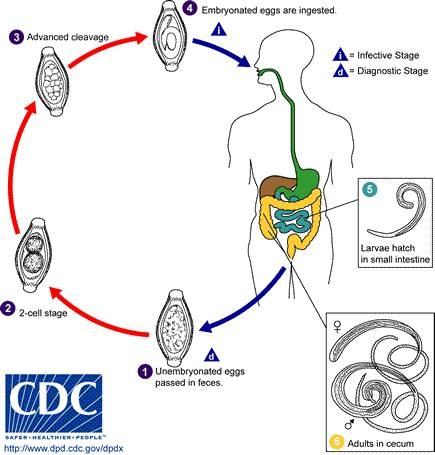 4 Embryonated eggs are ingested.
3 Advanced cleavage
i
i = Infective Stage
d = Diagnostic Stage
5
Larvae hatch
in small intestine
2 2-cell stage
d
1 Unembryonated eggs
passed in feces.
♀
♂
6 Adults in cecum
CDC
SAFER•HEALTHIER•PEOPLE™
http://www.dpd.cdc.gov/dpdx